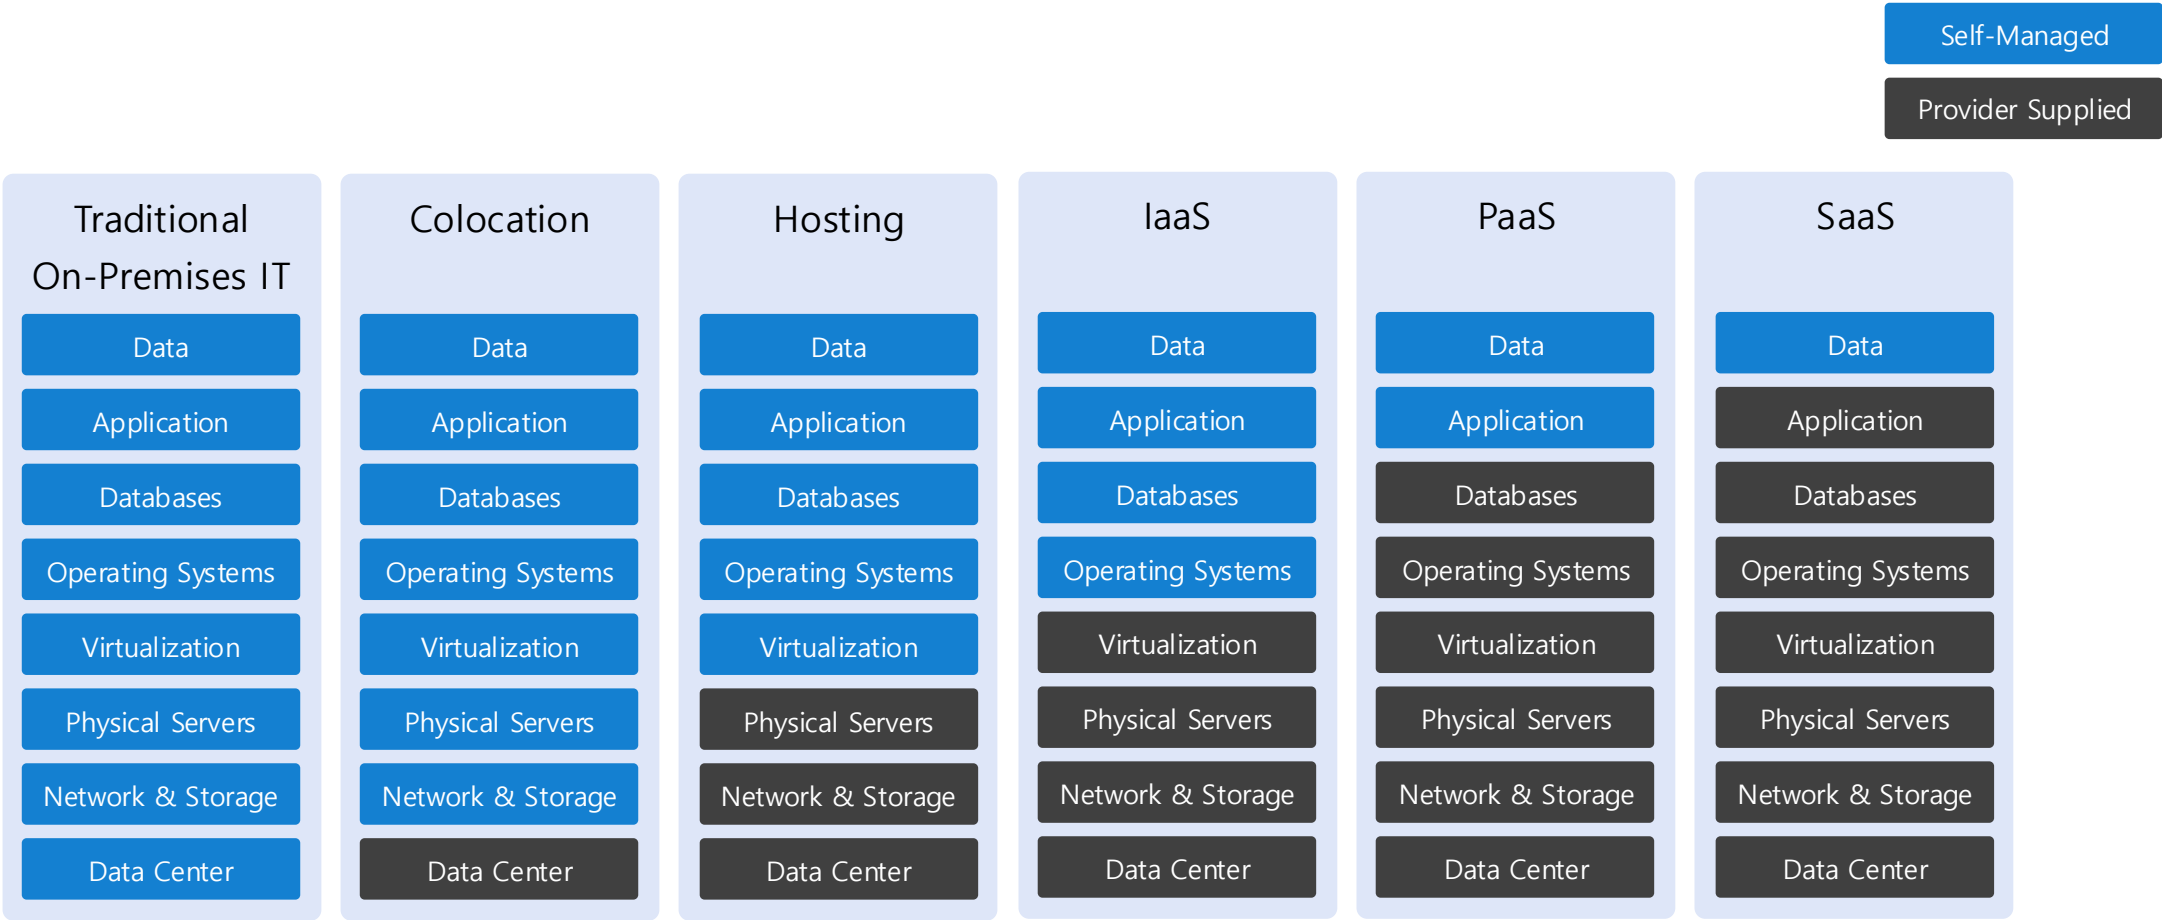 Self-Managed
Provider Supplied
Traditional
On-Premises IT
Data
Application
Databases
Operating Systems
Virtualization
Physical Servers
Network & Storage
Data Center
Colocation
Data
Application
Databases
Operating Systems
Virtualization
Physical Servers
Network & Storage
Data Center
Hosting
Data
Application
Databases
Operating Systems
Virtualization
Physical Servers
Network & Storage
Data Center
IaaS
Data
Application
Databases
Operating Systems
Virtualization
Physical Servers
Network & Storage
Data Center
PaaS
Data
Application
Databases
Operating Systems
Virtualization
Physical Servers
Network & Storage
Data Center
SaaS
Data
Application
Databases
Operating Systems
Virtualization
Physical Servers
Network & Storage
Data Center